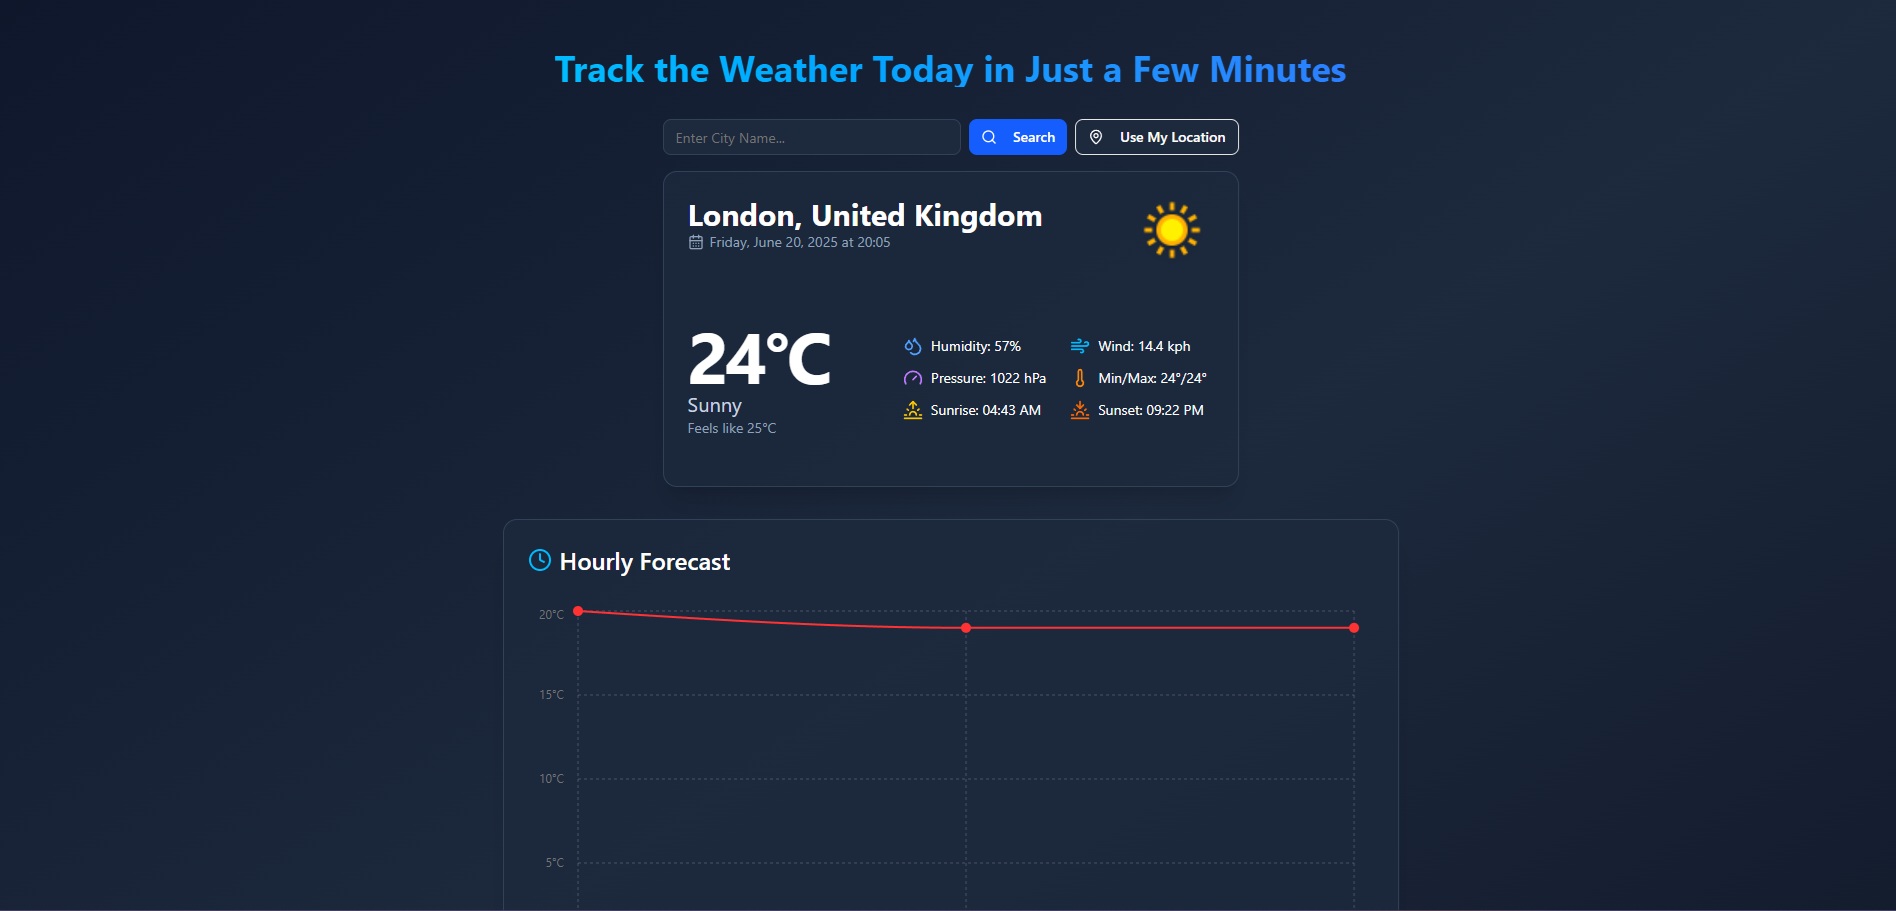 Track the Weather Today in Just a Few Minutes
Enter City Name...
Search
Use My Location
London, United Kingdom
Friday, June 20, 2025 at 20:05
24°C
Sunny
Feels like 25°C
Humidity: 57%
Wind: 14.4 kph
Pressure: 1022 hPa
Min/Max: 24°/24°
Sunrise: 04:43 AM
Sunset: 09:22 PM
Hourly Forecast
20°C
15°C
10°C
5°C